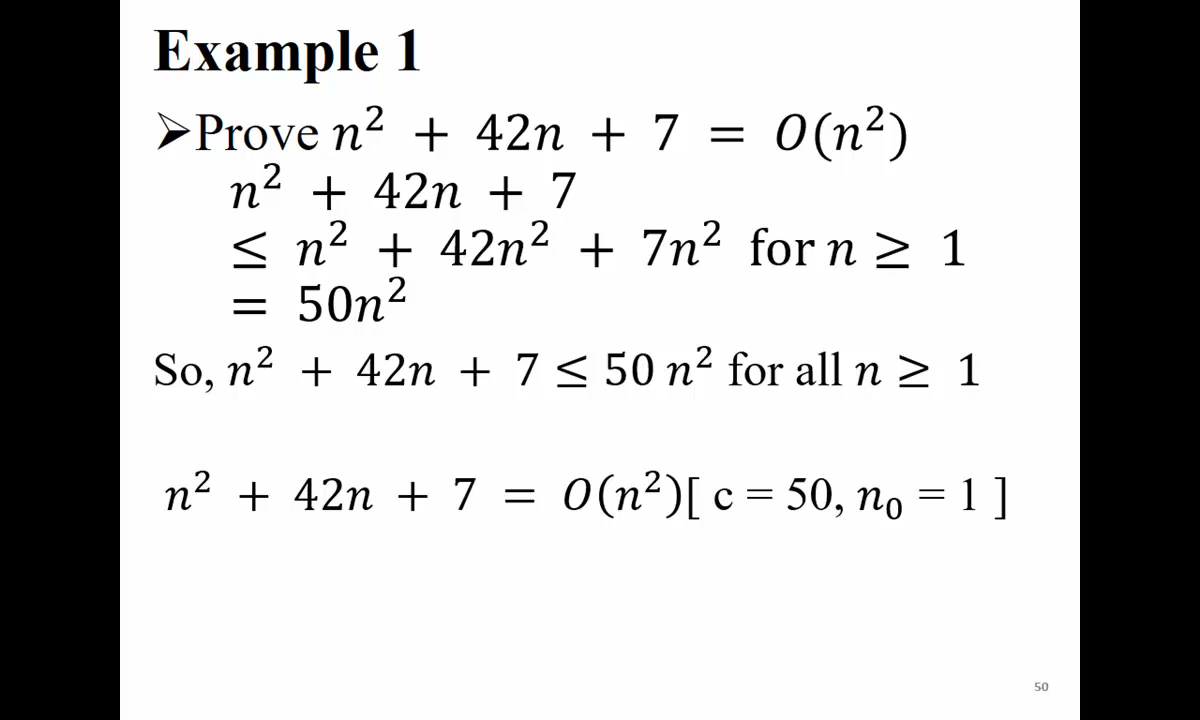 Example 1
➢Prove n² + 42n + 7 = O(n²)
n² + 42n + 7
≤ n² + 42n² + 7n² for n ≥ 1
= 50n²
So, n² + 42n + 7 ≤ 50 n² for all n ≥ 1
n² + 42n + 7 = O(n²)[ c = 50, n₀ = 1 ]
50